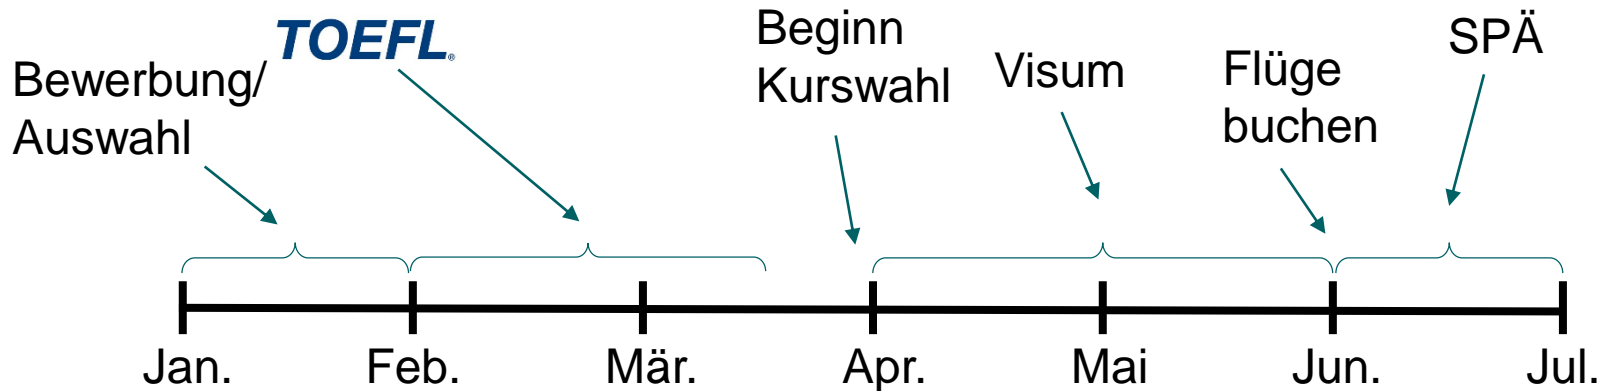 Bewerbung/
Auswahl
TOEFL®
Beginn
Kurswahl
Visum
Flüge
buchen
SPÄ
Jan.
Feb.
Mär.
Apr.
Mai
Jun.
Jul.